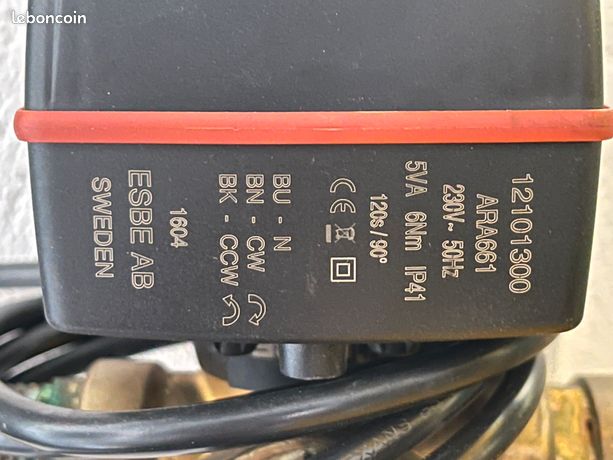 leboncoin
12101300
ARA661
230V~ 50Hz
5VA 6Nm IP41
120s / 90°
CE
BU - N
BN - CW
BK - CCW
1604
ESBE AB
SWEDEN